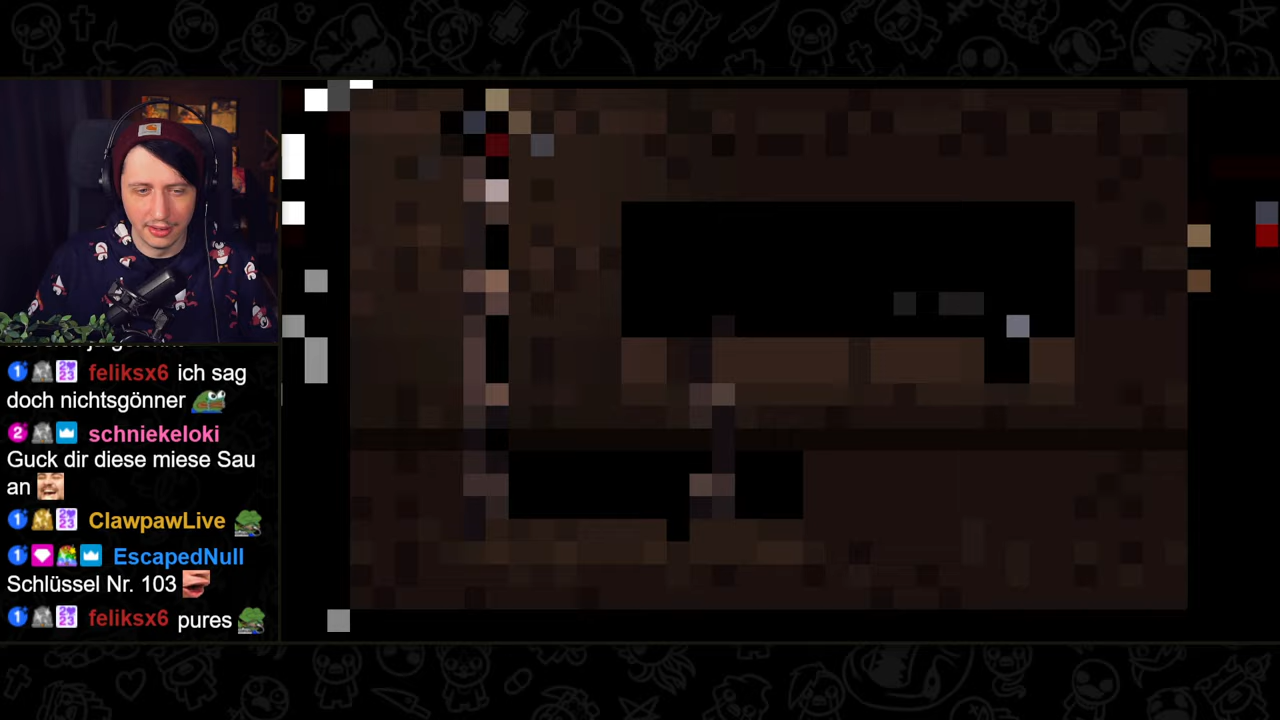 feliksx6 ich sag
doch nichtsgönner
schniekeloki
Guck dir diese miese Sau
an
ClawpawLive
EscapedNull
Schlüssel Nr. 103
feliksx6 pures